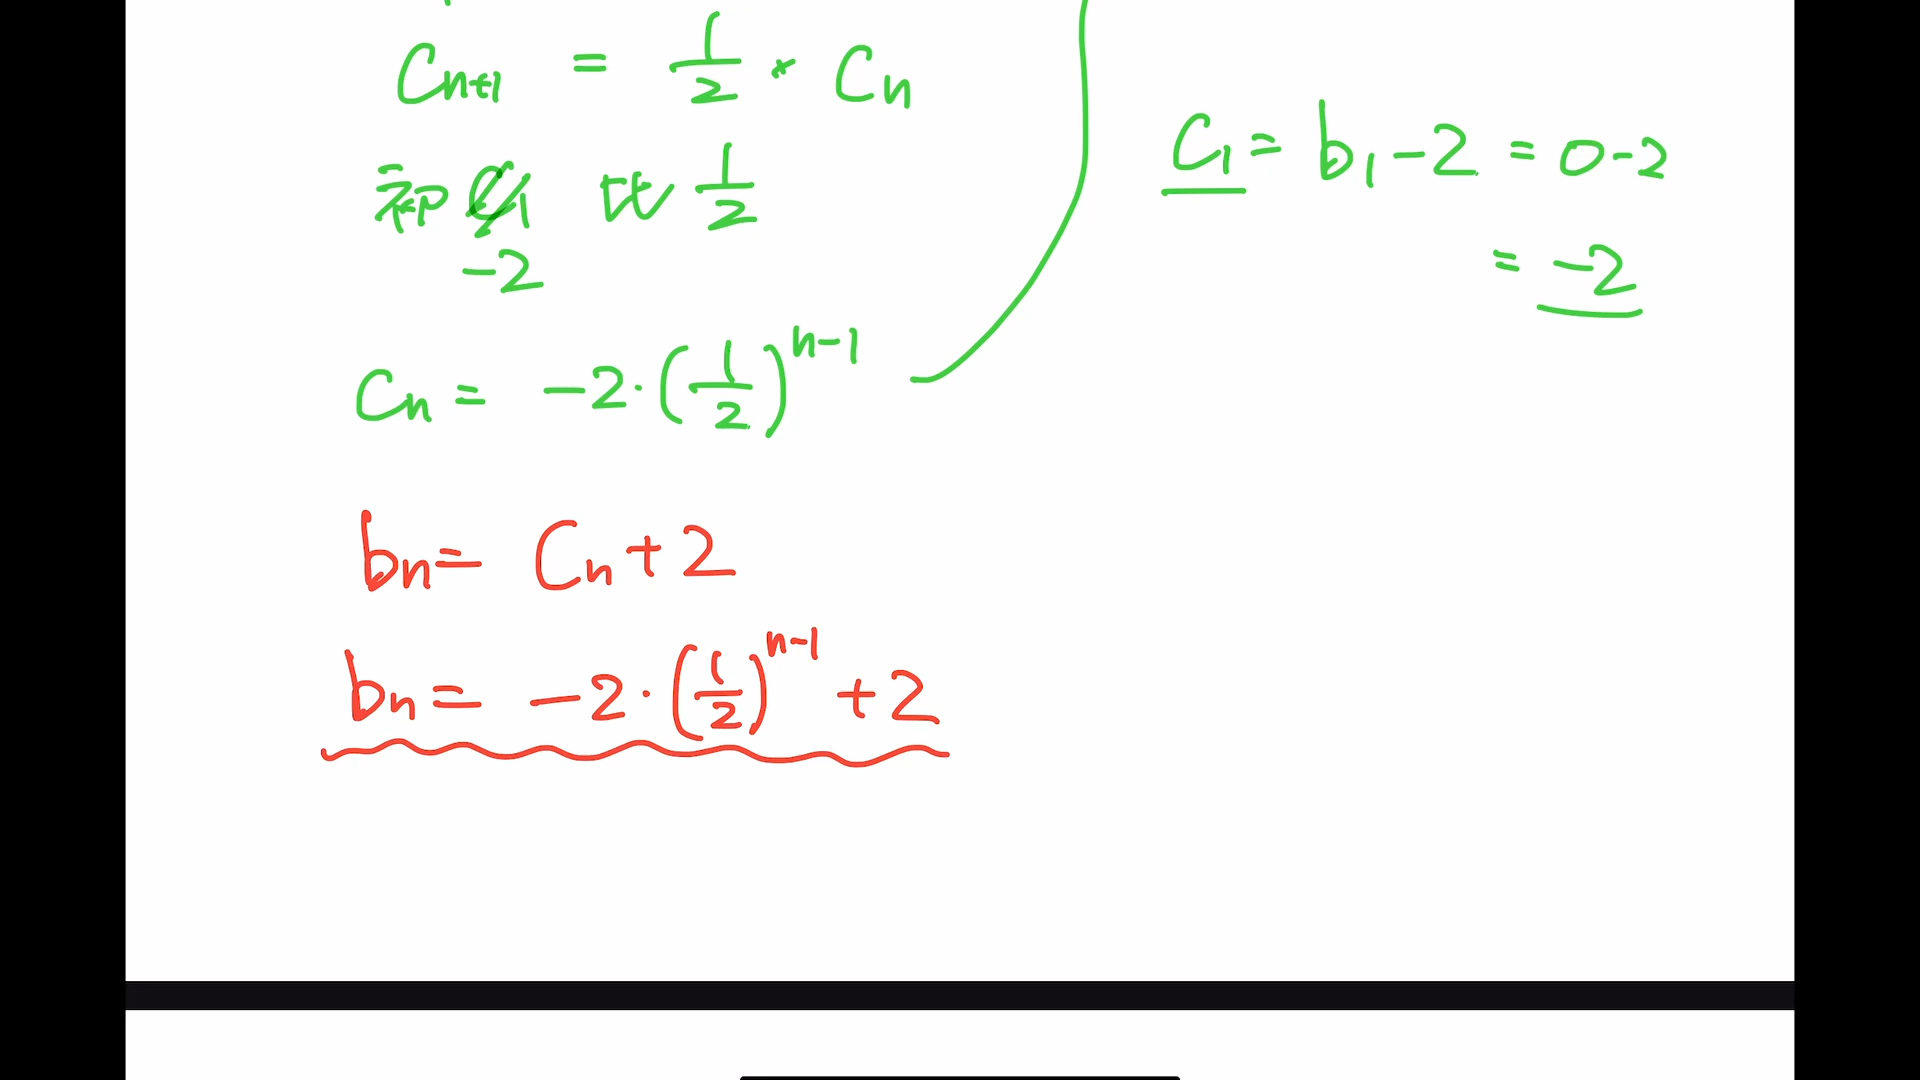 Cn+1 = 1/2 · Cn
初 C1 比 1/2
-2
Cn = -2·(1/2)^n-1
C1 = b1-2 = 0-2
= -2
bn = Cn+2
bn = -2·(1/2)^n-1 +2